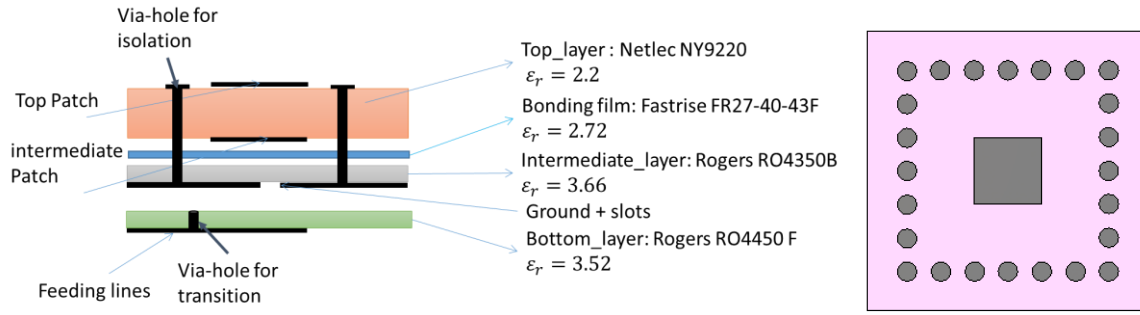 Via-hole for
isolation
Top Patch
intermediate
Patch
Feeding lines
Via-hole for
transition
Top_layer : Netlec NY9220
εᵣ = 2.2
Bonding film: Fastrise FR27-40-43F
εᵣ = 2.72
Intermediate_layer: Rogers RO4350B
εᵣ = 3.66
Ground + slots
Bottom_layer: Rogers RO4450 F
εᵣ = 3.52